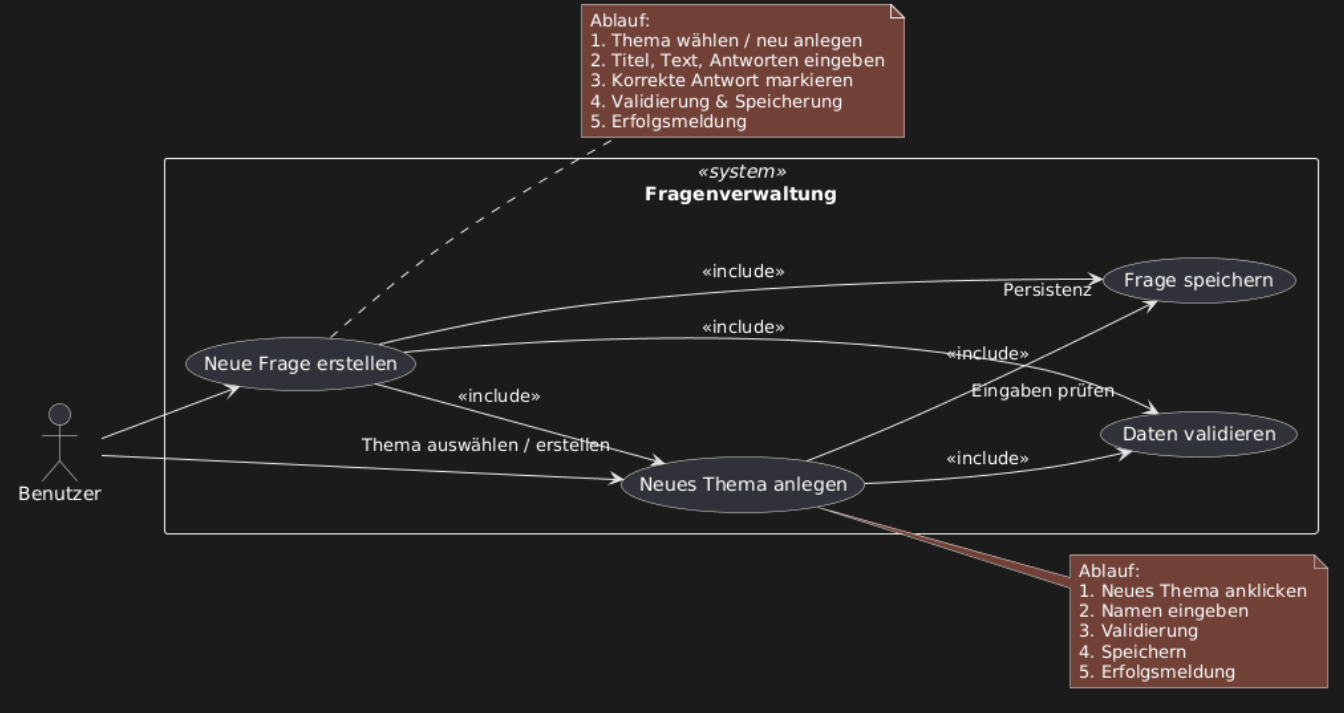 Ablauf:
1. Thema wählen / neu anlegen
2. Titel, Text, Antworten eingeben
3. Korrekte Antwort markieren
4. Validierung & Speicherung
5. Erfolgsmeldung
«system»
Fragenverwaltung
«include»
Frage speichern
Persistenz
«include»
«include»
Neue Frage erstellen
Eingaben prüfen
«include»
Daten validieren
Thema auswählen / erstellen
«include»
Neues Thema anlegen
Benutzer
Ablauf:
1. Neues Thema anklicken
2. Namen eingeben
3. Validierung
4. Speichern
5. Erfolgsmeldung